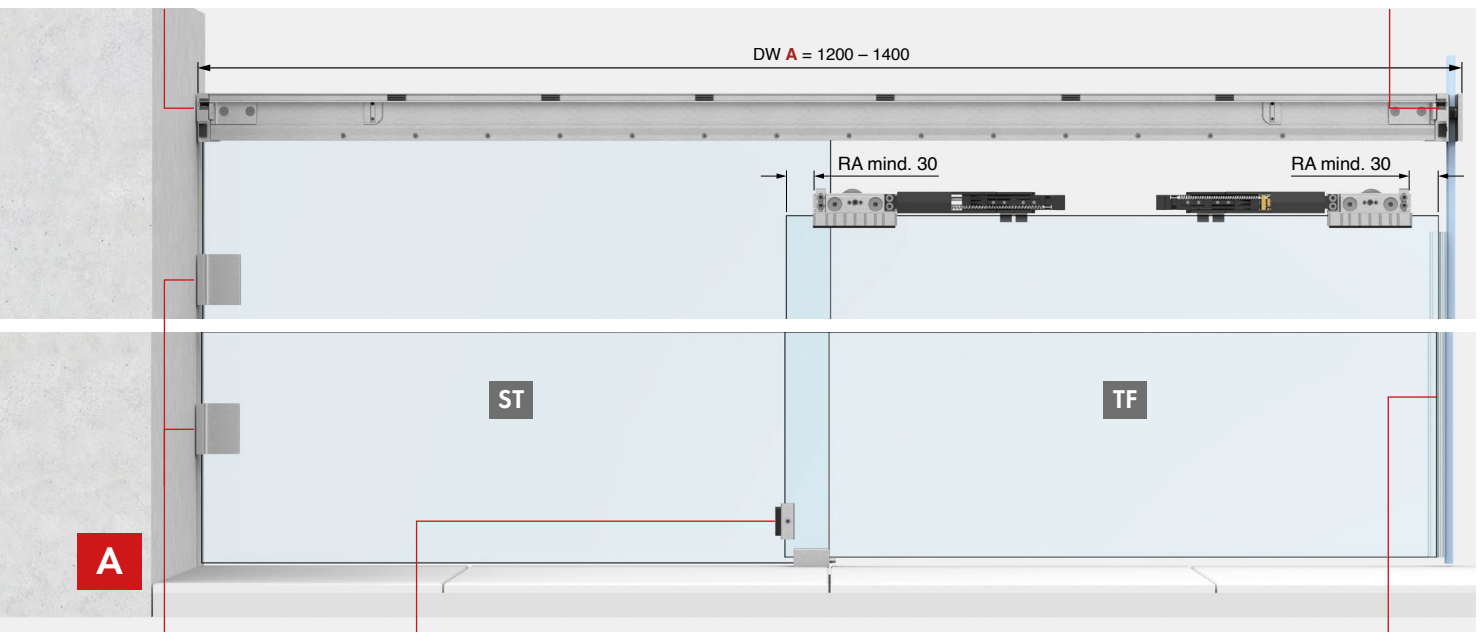 DW A = 1200 – 1400
RA mind. 30
RA mind. 30
ST
TF
A